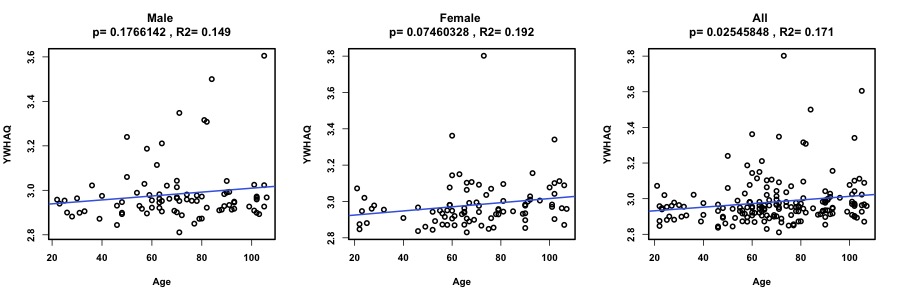 Male
p= 0.1766142 , R2= 0.149
YWHAQ
3.6
3.4
3.2
3.0
2.8
20 40 60 80 100
Age
Female
p= 0.07460328 , R2= 0.192
YWHAQ
3.8
3.6
3.4
3.2
3.0
2.8
20 40 60 80 100
Age
All
p= 0.02545848 , R2= 0.171
YWHAQ
3.8
3.6
3.4
3.2
3.0
2.8
20 40 60 80 100
Age